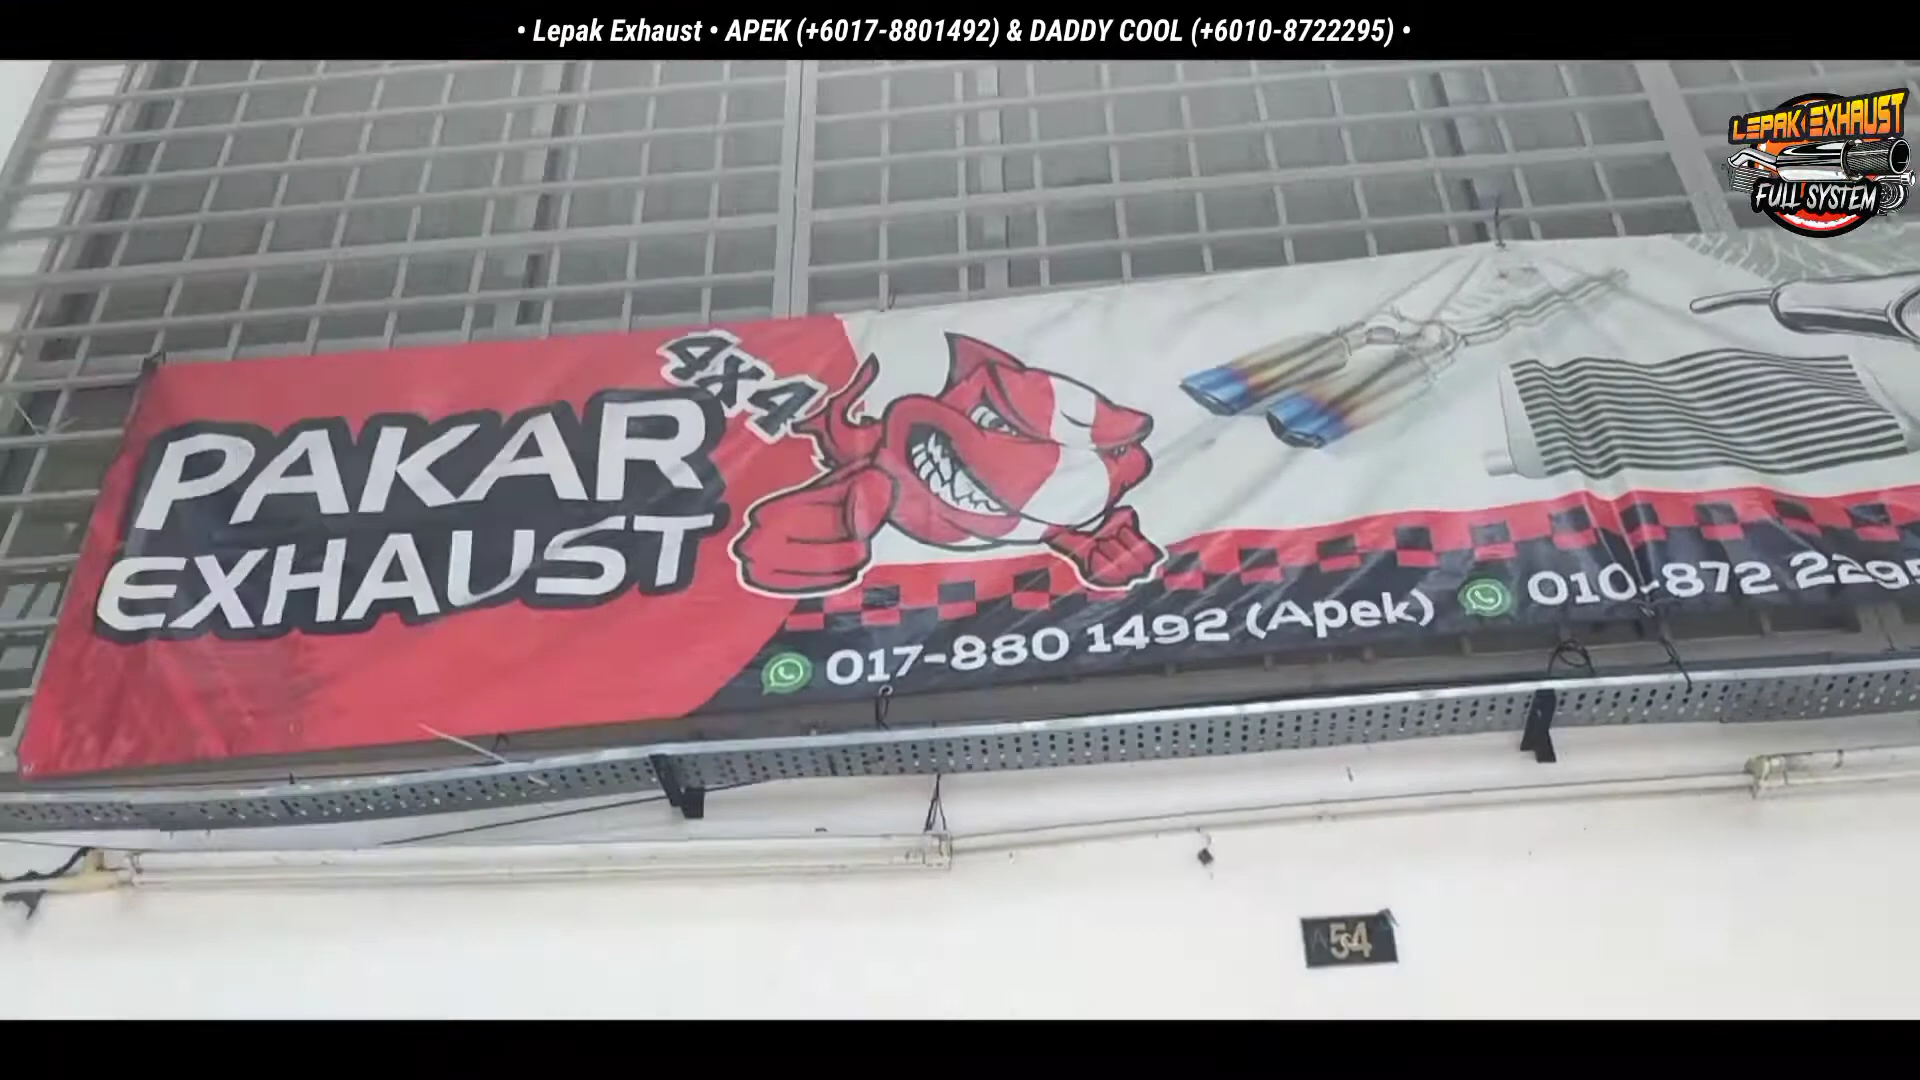 • Lepak Exhaust • APEK (+6017-8801492) & DADDY COOL (+6010-8722295) •
LEPAK EXHAUST
FULL SYSTEM
4x4
PAKAR
EXHAUST
017-880 1492 (Apek)
010-872 2295
54